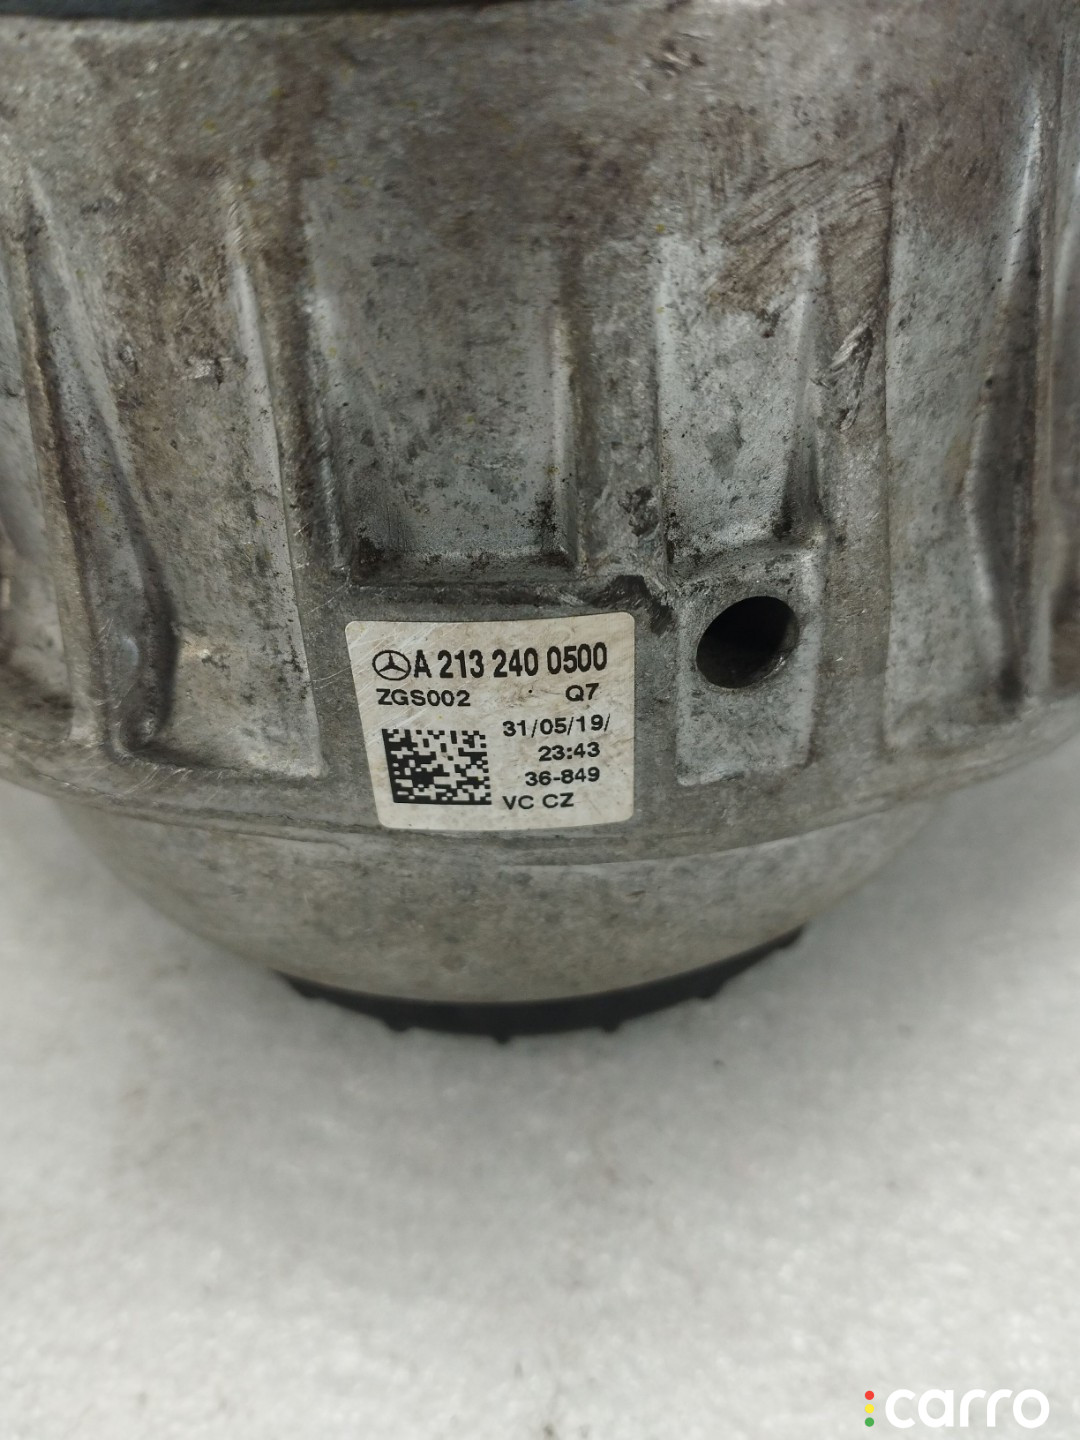 A 213 240 0500
ZGS002 Q7
31/05/19/
23:43
36-849
VC CZ
carro